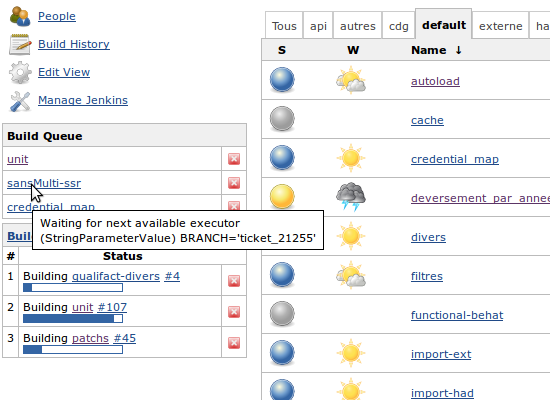 People
Build History
Edit View
Manage Jenkins
Build Queue
unit
sansMulti-ssr
credential_map
Waiting for next available executor
(StringParameterValue) BRANCH='ticket_21255'
# Status
1 Building qualifact-divers #4
2 Building unit #107
3 Building patchs #45
Tous api autres cdg default externe ha
S W Name ↓
autoload
cache
credential_map
deversement_par_annee
divers
filtres
functional-behat
import-ext
import-had